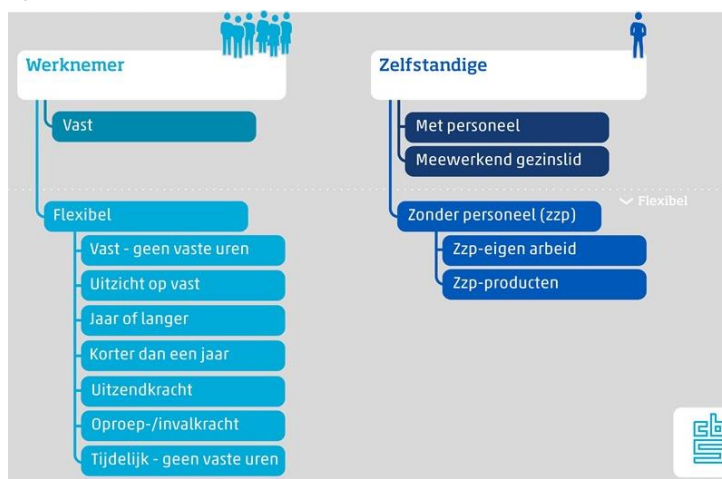 Werknemer
Vast
Flexibel
Vast - geen vaste uren
Uitzicht op vast
Jaar of langer
Korter dan een jaar
Uitzendkracht
Oproep-/invalkracht
Tijdelijk - geen vaste uren
Zelfstandige
Met personeel
Meewerkend gezinslid
Flexibel
Zonder personeel (zzp)
Zzp-eigen arbeid
Zzp-producten
cb